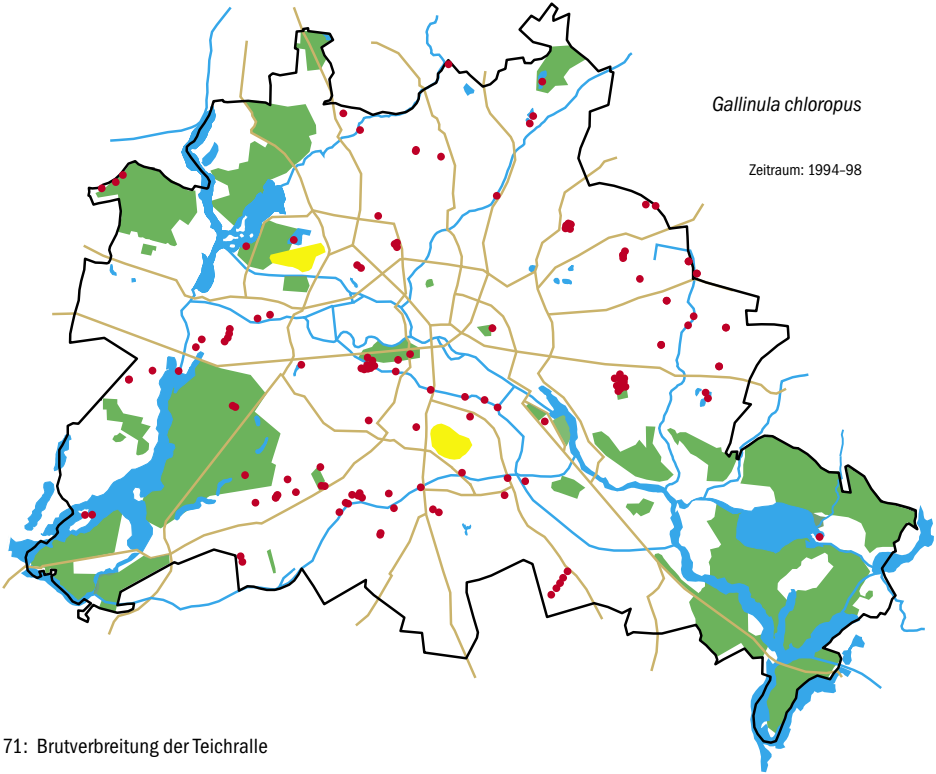 Gallinula chloropus
Zeitraum: 1994–98
71: Brutverbreitung der Teichralle